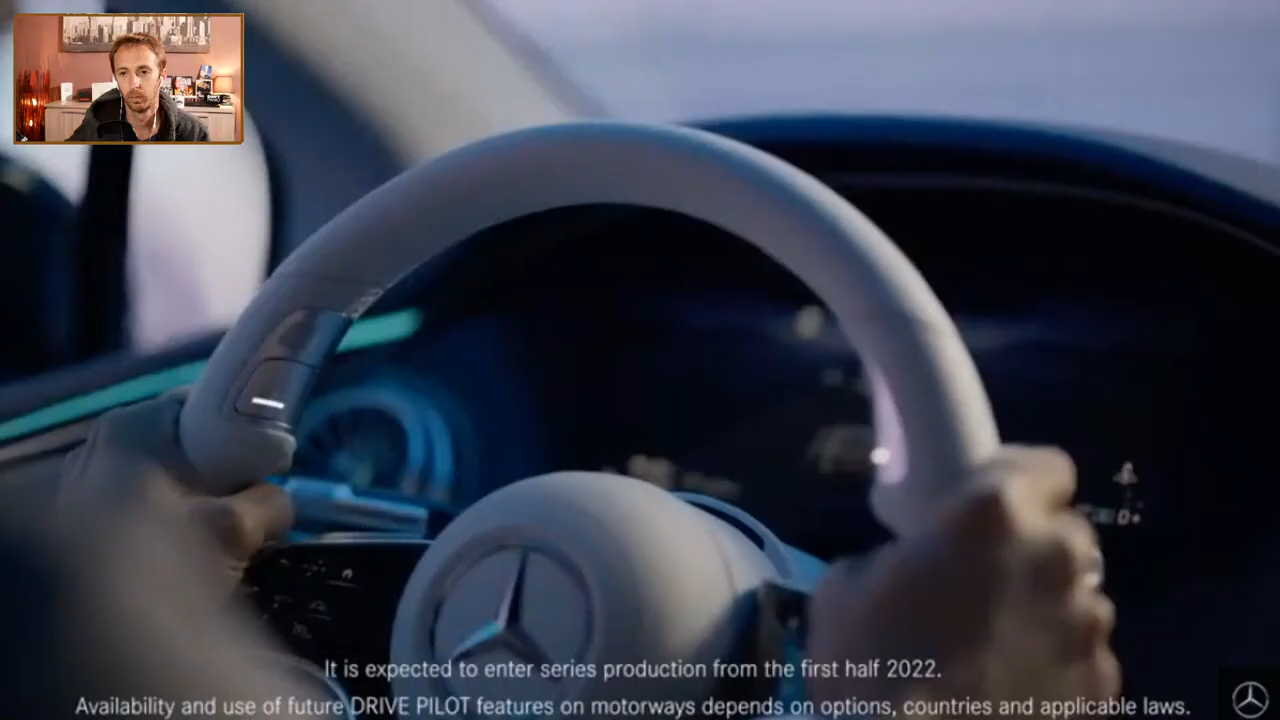 It is expected to enter series production from the first half 2022.
Availability and use of future DRIVE PILOT features on motorways depends on options, countries and applicable laws.